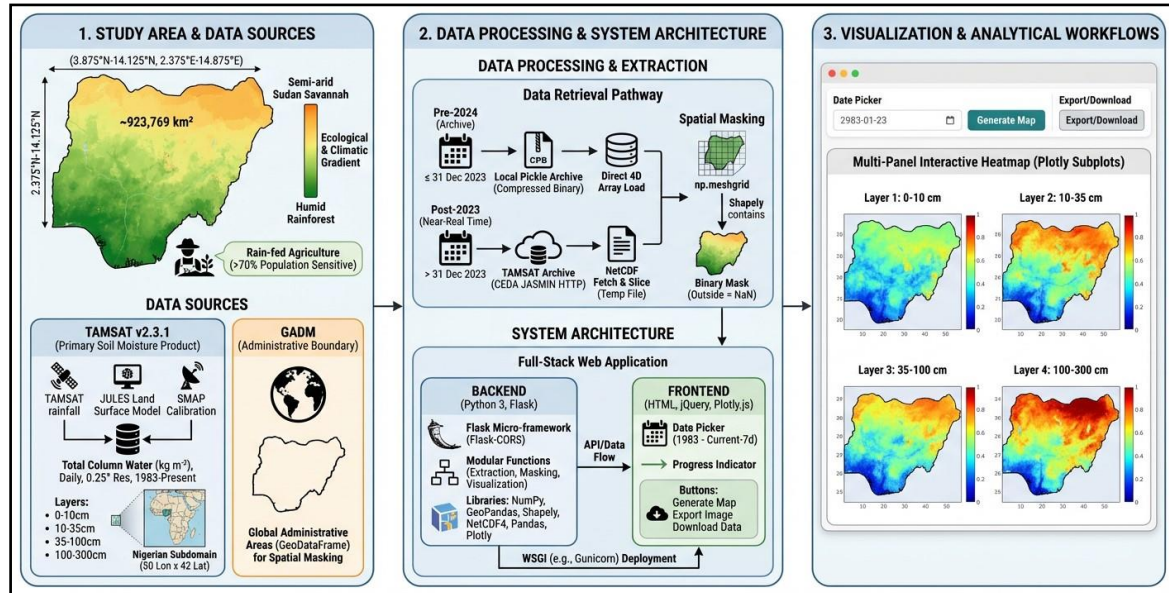 1. STUDY AREA & DATA SOURCES
(3.875°N-14.125°N, 2.375°E-14.875°E)
2.375°N-14.125°N
~923,769 km²
Semi-arid
Sudan Savannah
Ecological
& Climatic
Gradient
Humid
Rainforest
Rain-fed Agriculture
(>70% Population Sensitive)
DATA SOURCES
TAMSAT v2.3.1
(Primary Soil Moisture Product)
TAMSAT
rainfall
JULES Land
Surface Model
SMAP
Calibration
Total Column Water (kg m⁻²),
Daily, 0.25° Res, 1983-Present
Layers:
• 0-10cm
• 10-35cm
• 35-100cm
• 100-300cm
Nigerian Subdomain
(50 Lon x 42 Lat)
GADM
(Administrative Boundary)
Global Administrative
Areas (GeoDataFrame)
for Spatial Masking
2. DATA PROCESSING & SYSTEM ARCHITECTURE
DATA PROCESSING & EXTRACTION
Data Retrieval Pathway
Pre-2024
(Archive)
≤ 31 Dec 2023
CPB
Local Pickle Archive
(Compressed Binary)
Direct 4D
Array Load
Post-2023
(Near-Real Time)
> 31 Dec 2023
TAMSAT Archive
(CEDA JASMIN HTTP)
NetCDF
Fetch & Slice
(Temp File)
Spatial Masking
np.meshgrid
Shapely
contains
Binary Mask
(Outside = NaN)
SYSTEM ARCHITECTURE
Full-Stack Web Application
BACKEND
(Python 3, Flask)
Flask Micro-framework
(Flask-CORS)
Modular Functions
(Extraction, Masking,
Visualization)
Libraries: NumPy,
GeoPandas, Shapely,
NetCDF4, Pandas,
Plotly
API/Data
Flow
FRONTEND
(HTML, jQuery, Plotly.js)
Date Picker
(1983 - Current-7d)
Progress Indicator
Buttons:
Generate Map
Export Image
Download Data
WSGI (e.g., Gunicorn) Deployment
3. VISUALIZATION & ANALYTICAL WORKFLOWS
Date Picker
2983-01-23
Generate Map
Export/Download
Export/Download
Multi-Panel Interactive Heatmap (Plotly Subplots)
Layer 1: 0-10 cm
Layer 2: 10-35 cm
Layer 3: 35-100 cm
Layer 4: 100-300 cm